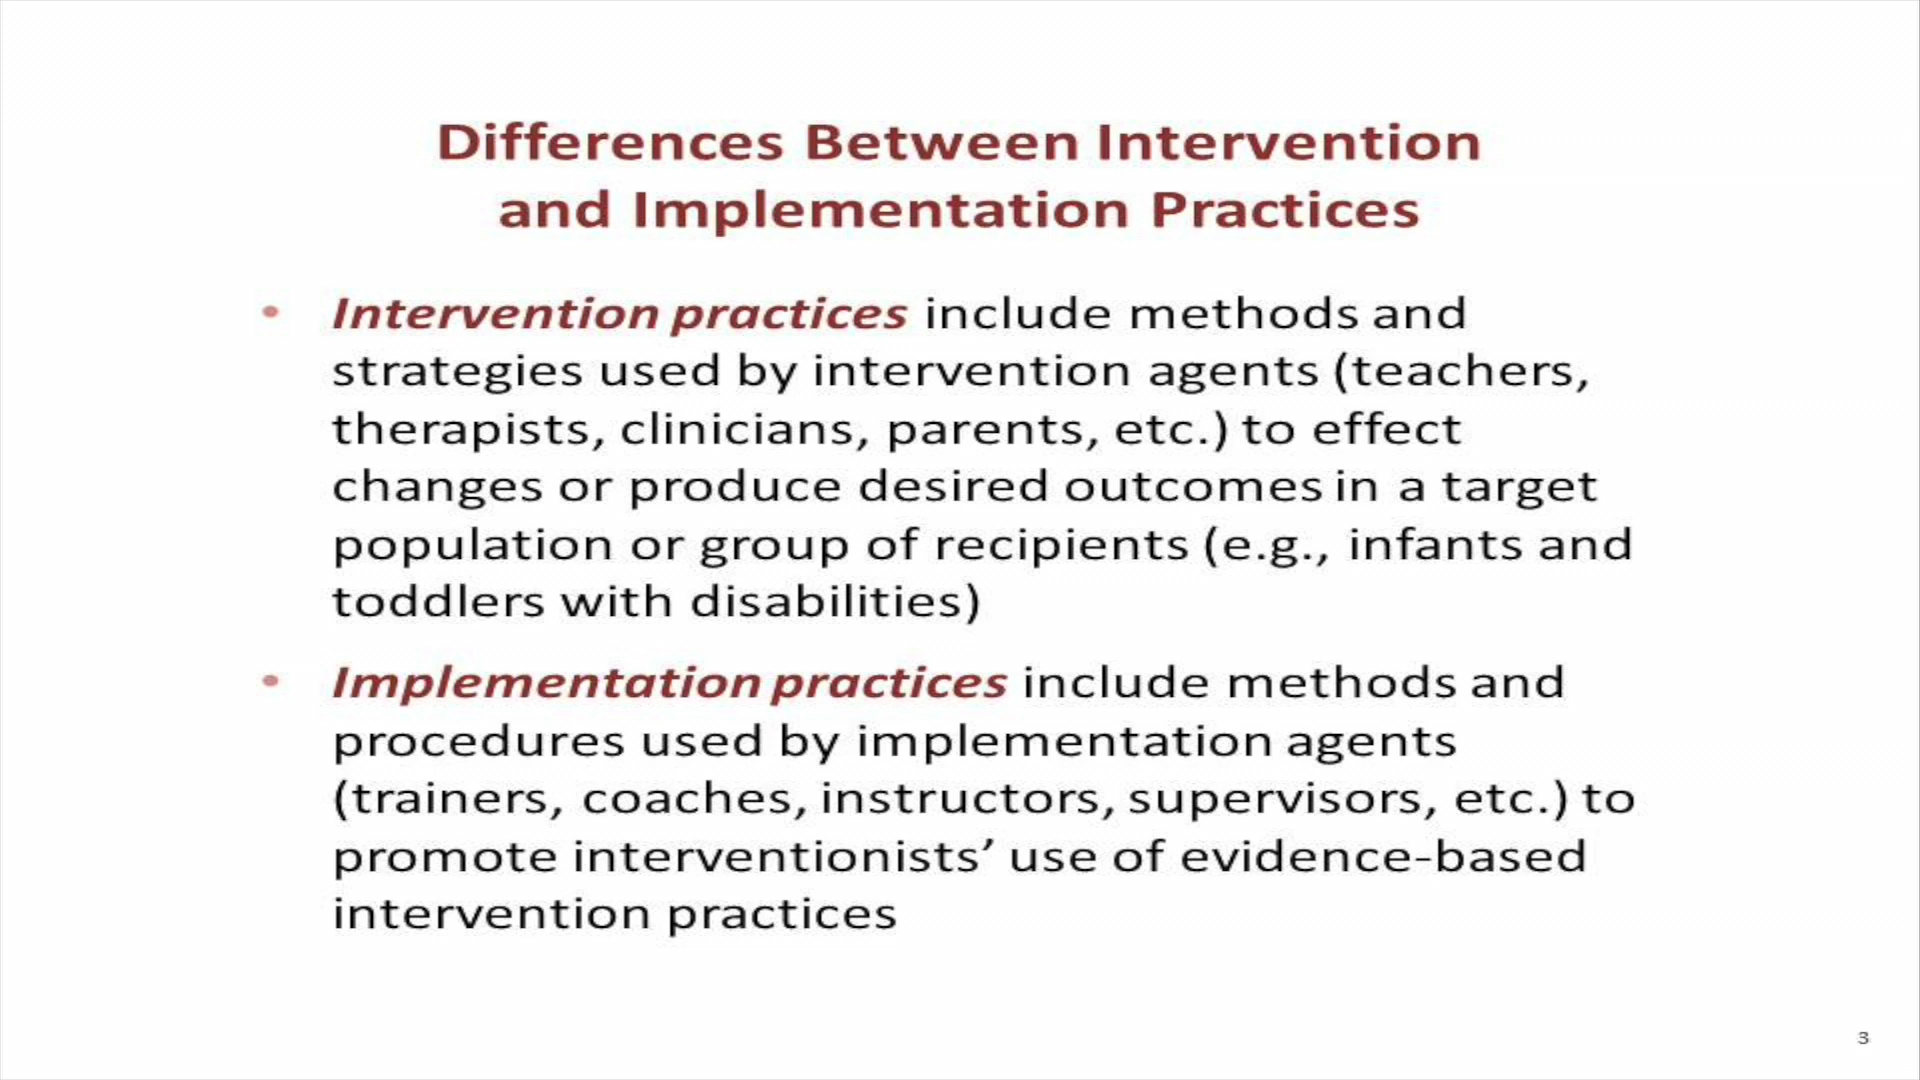 Differences Between Intervention
and Implementation Practices
• Intervention practices include methods and
strategies used by intervention agents (teachers,
therapists, clinicians, parents, etc.) to effect
changes or produce desired outcomes in a target
population or group of recipients (e.g., infants and
toddlers with disabilities)
• Implementation practices include methods and
procedures used by implementation agents
(trainers, coaches, instructors, supervisors, etc.) to
promote interventionists’ use of evidence-based
intervention practices
3